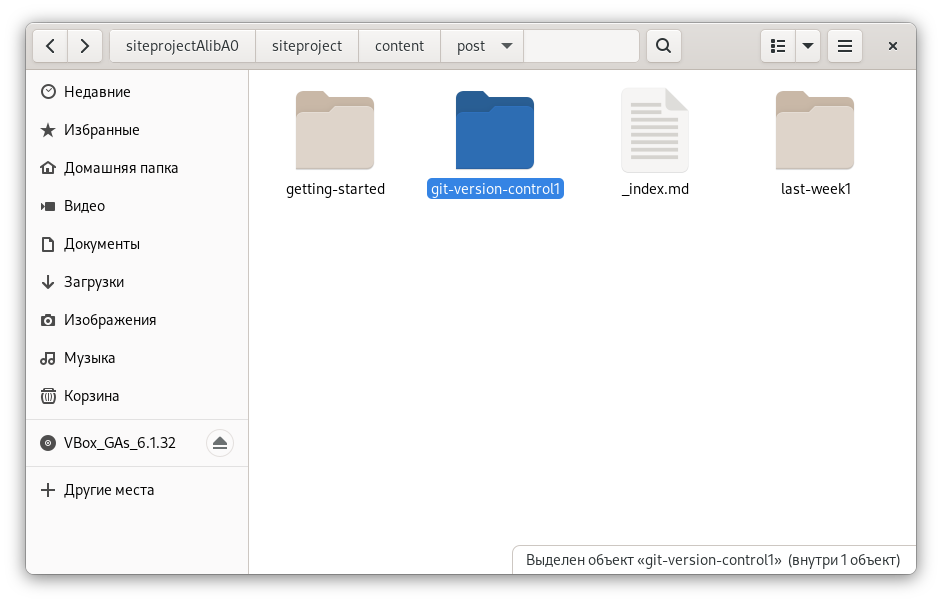 siteprojectAlibA0 siteproject content post
Недавние
Избранные
Домашняя папка
Видео
Документы
Загрузки
Изображения
Музыка
Корзина
VBox_GAs_6.1.32
Другие места
getting-started git-version-control1 _index.md last-week1
Выделен объект «git-version-control1» (внутри 1 объект)